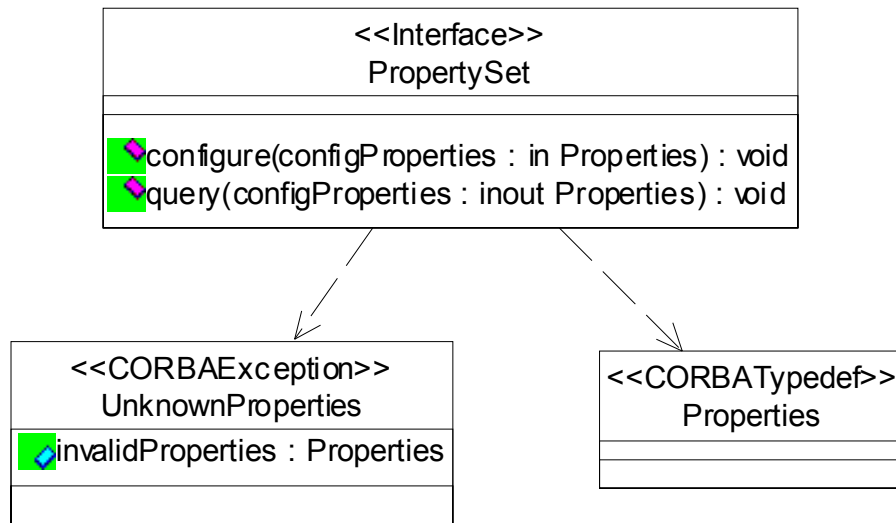 <<Interface>>
PropertySet
configure(configProperties : in Properties) : void
query(configProperties : inout Properties) : void
<<CORBAException>>
UnknownProperties
invalidProperties : Properties
<<CORBATypedef>>
Properties